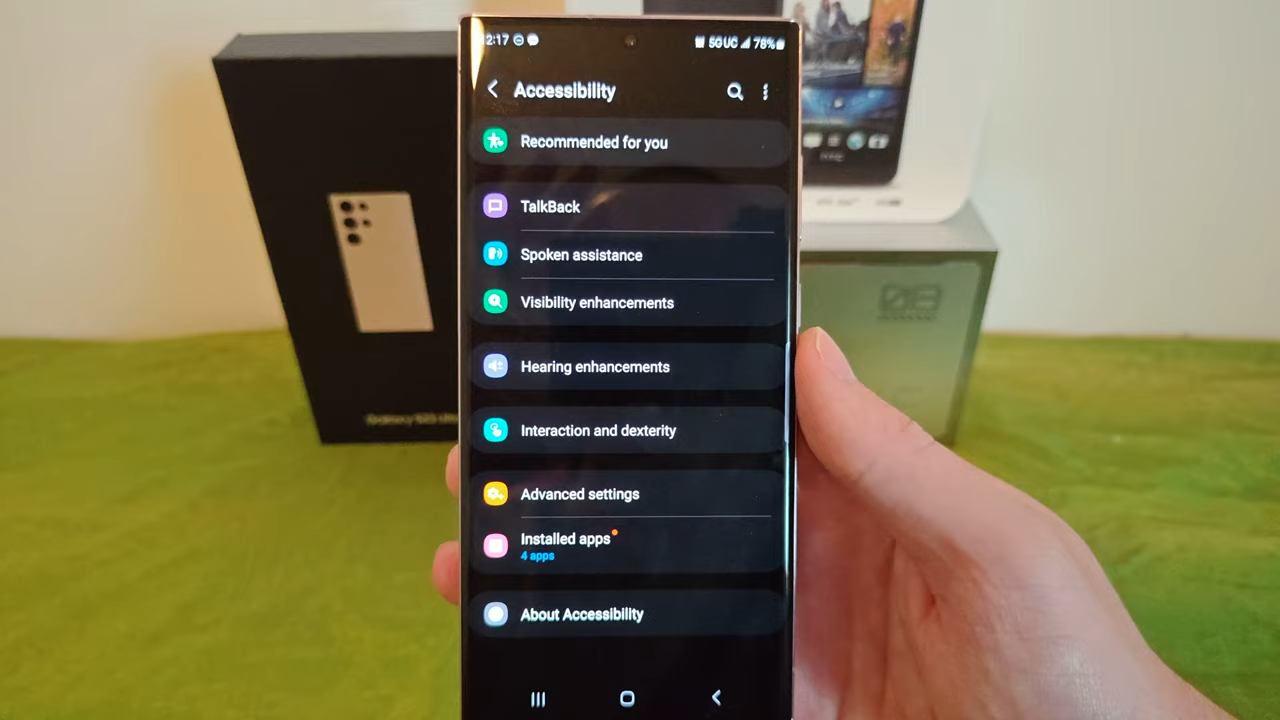 2:17
5G UC 78%
Accessibility
Recommended for you
TalkBack
Spoken assistance
Visibility enhancements
Hearing enhancements
Interaction and dexterity
Advanced settings
Installed apps
4 apps
About Accessibility
htc